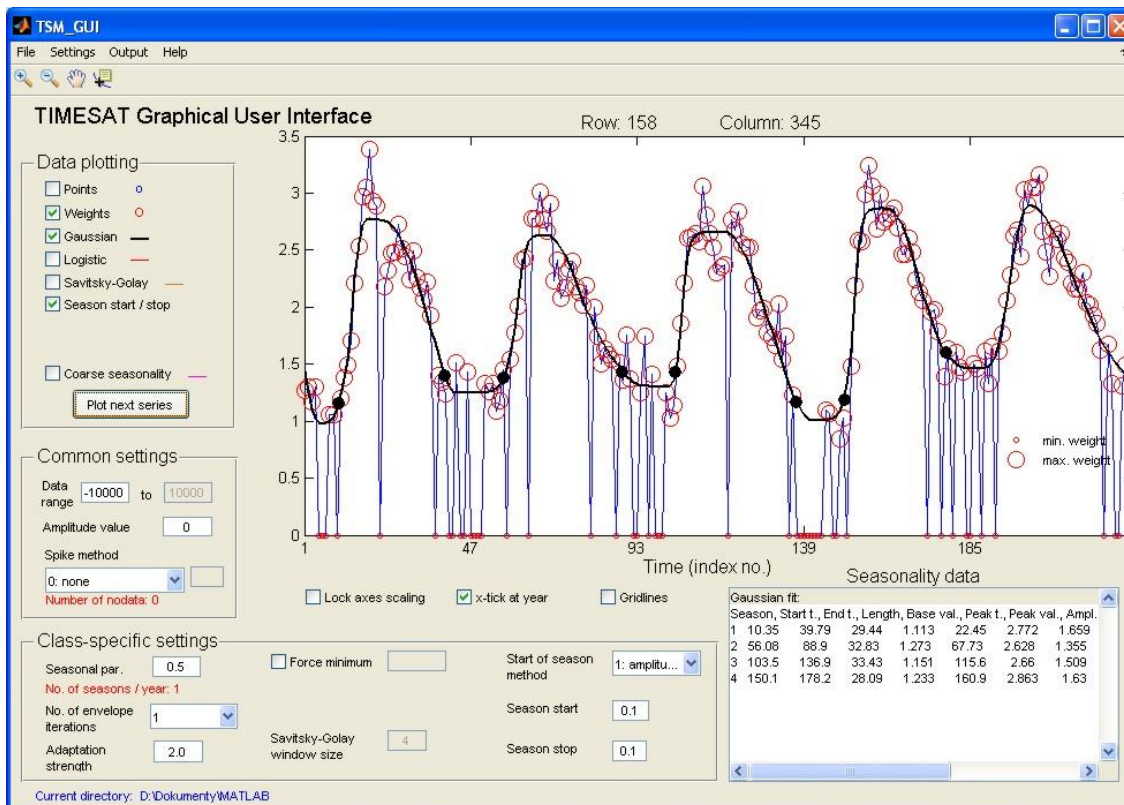 TSM_GUI
File Settings Output Help
TIMESAT Graphical User Interface
Row: 158 Column: 345
Data plotting
Points
Weights
Gaussian
Logistic
Savitsky-Golay
Season start / stop
Coarse seasonality
Plot next series
3.5
3
2.5
2
1.5
1
0.5
0
1 47 93 139 185
Time (index no.)
min. weight
max. weight
Common settings
Data range -10000 to 10000
Amplitude value 0
Spike method
0: none
Number of nodata: 0
Lock axes scaling x-tick at year Gridlines
Seasonality data
Gaussian fit:
Season, Start t., End t., Length, Base val., Peak t., Peak val., Ampl.
1 10.35 39.79 29.44 1.113 22.45 2.772 1.659
2 56.08 88.9 32.83 1.273 67.73 2.628 1.355
3 103.5 136.9 33.43 1.151 115.6 2.66 1.509
4 150.1 178.2 28.09 1.233 160.9 2.863 1.63
Class-specific settings
Seasonal par. 0.5
No. of seasons / year: 1
No. of envelope iterations 1
Adaptation strength 2.0
Force minimum
Savitsky-Golay window size 4
Start of season method 1: amplitu...
Season start 0.1
Season stop 0.1
Current directory: D:\Dokumenty\MATLAB